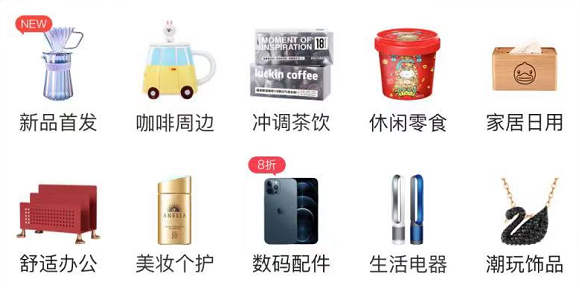 NEW
MOMENT OF
INSPIRATION
18
luckin coffee
新品首发
咖啡周边
冲调茶饮
休闲零食
家居日用
8折
ANESSA
50
舒适办公
美妆个护
数码配件
生活电器
潮玩饰品